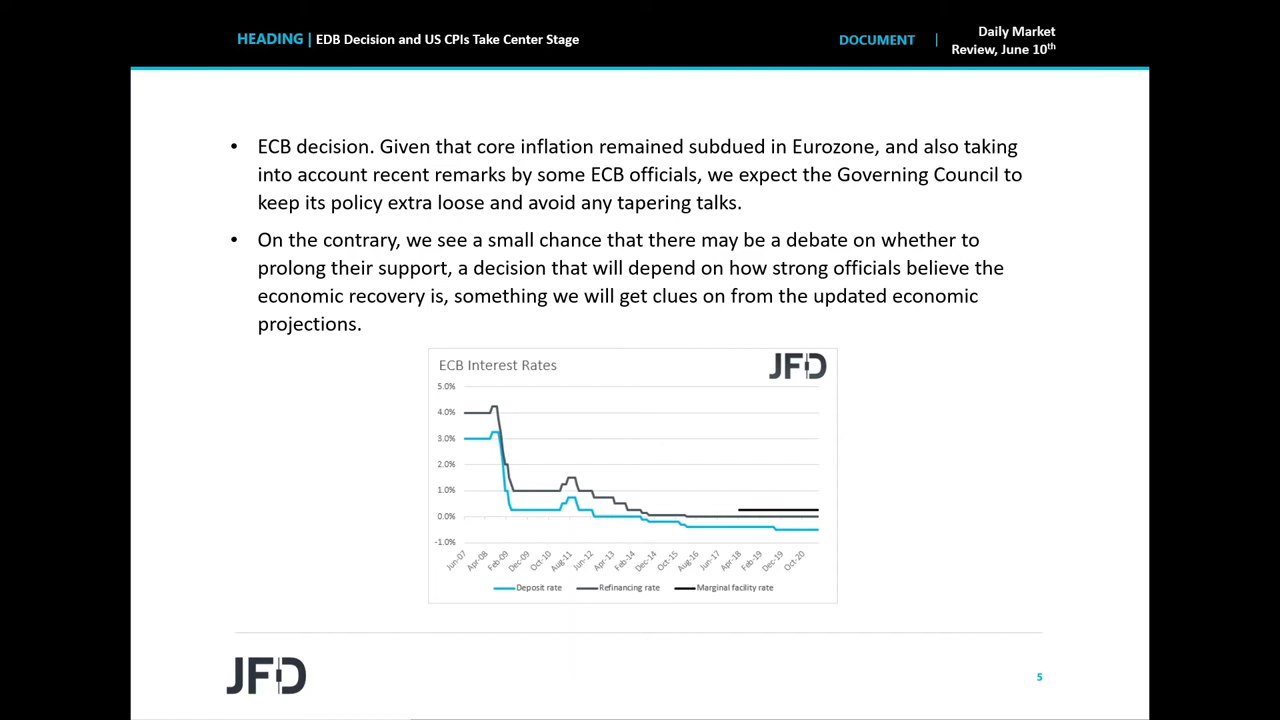 HEADING | EDB Decision and US CPIs Take Center Stage
DOCUMENT | Daily Market
Review, June 10th
• ECB decision. Given that core inflation remained subdued in Eurozone, and also taking
into account recent remarks by some ECB officials, we expect the Governing Council to
keep its policy extra loose and avoid any tapering talks.
• On the contrary, we see a small chance that there may be a debate on whether to
prolong their support, a decision that will depend on how strong officials believe the
economic recovery is, something we will get clues on from the updated economic
projections.
ECB Interest Rates
JFD
5.0%
4.0%
3.0%
2.0%
1.0%
0.0%
-1.0%
Jun-07
Apr-08
Feb-09
Dec-09
Oct-10
Aug-11
Jun-12
Apr-13
Feb-14
Dec-14
Oct-15
Aug-16
Jun-17
Apr-18
Feb-19
Dec-19
Oct-20
Deposit rate
Refinancing rate
Marginal facility rate
JFD
5